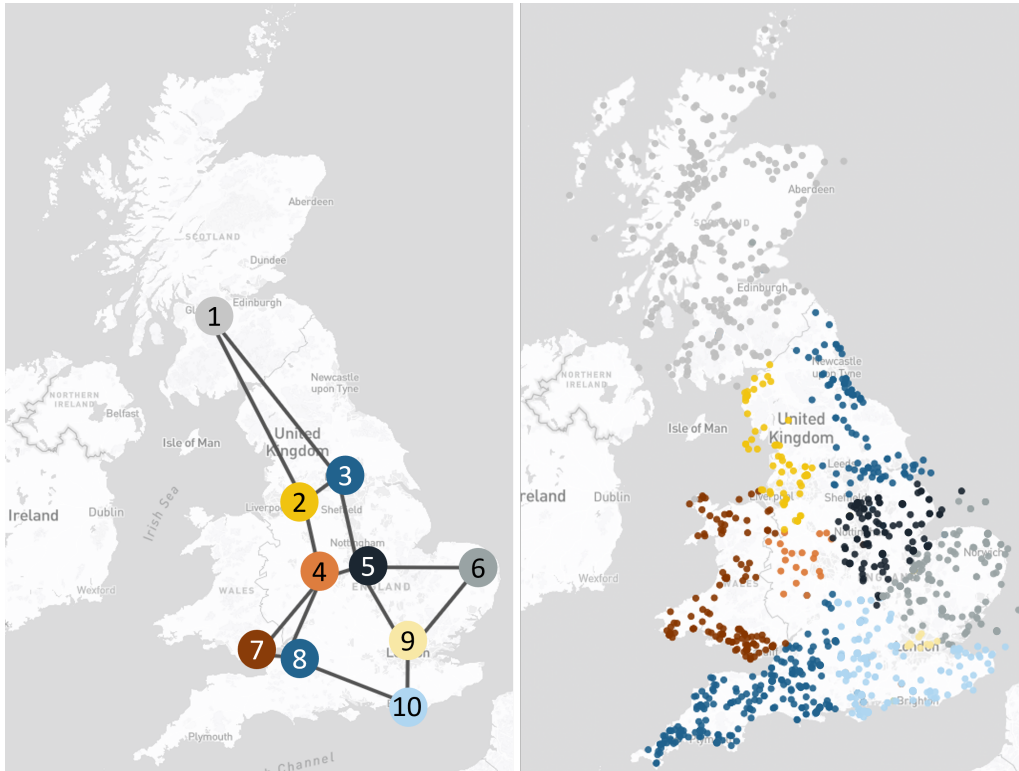 Aberdeen
SCOTLAND
Dundee
Edinburgh
1
Newcastle
upon Tyne
NORTHERN
IRELAND
Belfast
Isle of Man
United
Kingdom
3
2
Sheffield
Irish Sea
Ireland
Dublin
Nottingham
4
5
6
WALES
ENGLAND
Wexford
9
7
8
10
Plymouth
Channel
Aberdeen
SCOTLAND
Edinburgh
Newcastle
upon Tyne
NORTHERN
IRELAND
Isle of Man
United
Kingdom
Leeds
Liverpool
reland
Dublin
Norwich
Wexford
WALES
London
Brighton